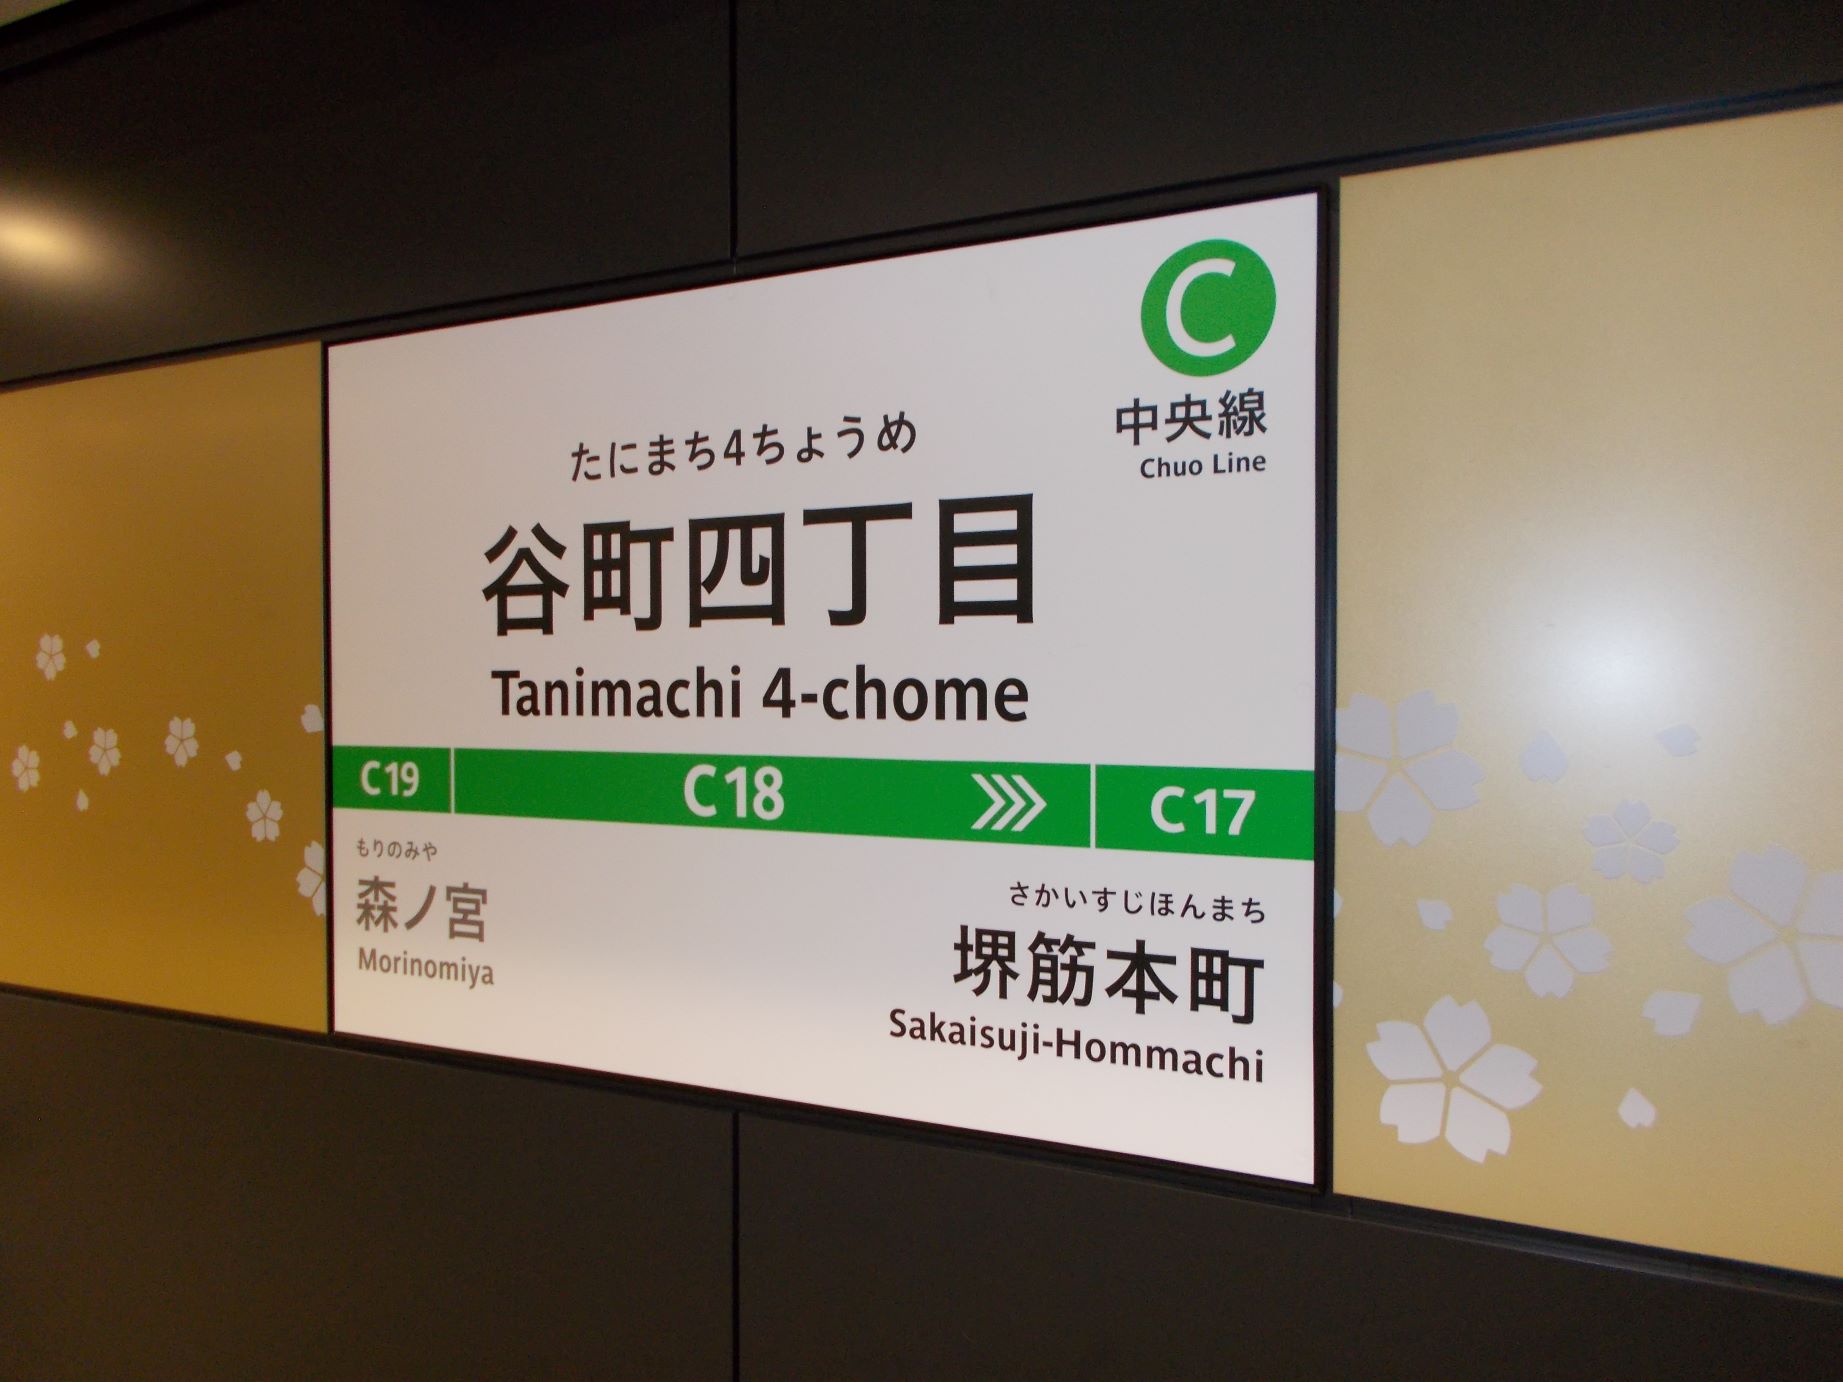 C
中央線
Chuo Line
たにまち4ちょうめ
谷町四丁目
Tanimachi 4-chome
C19 C18 C17
もりのみや
森ノ宮
Morinomiya
さかいすじほんまち
堺筋本町
Sakaisuji-Hommachi